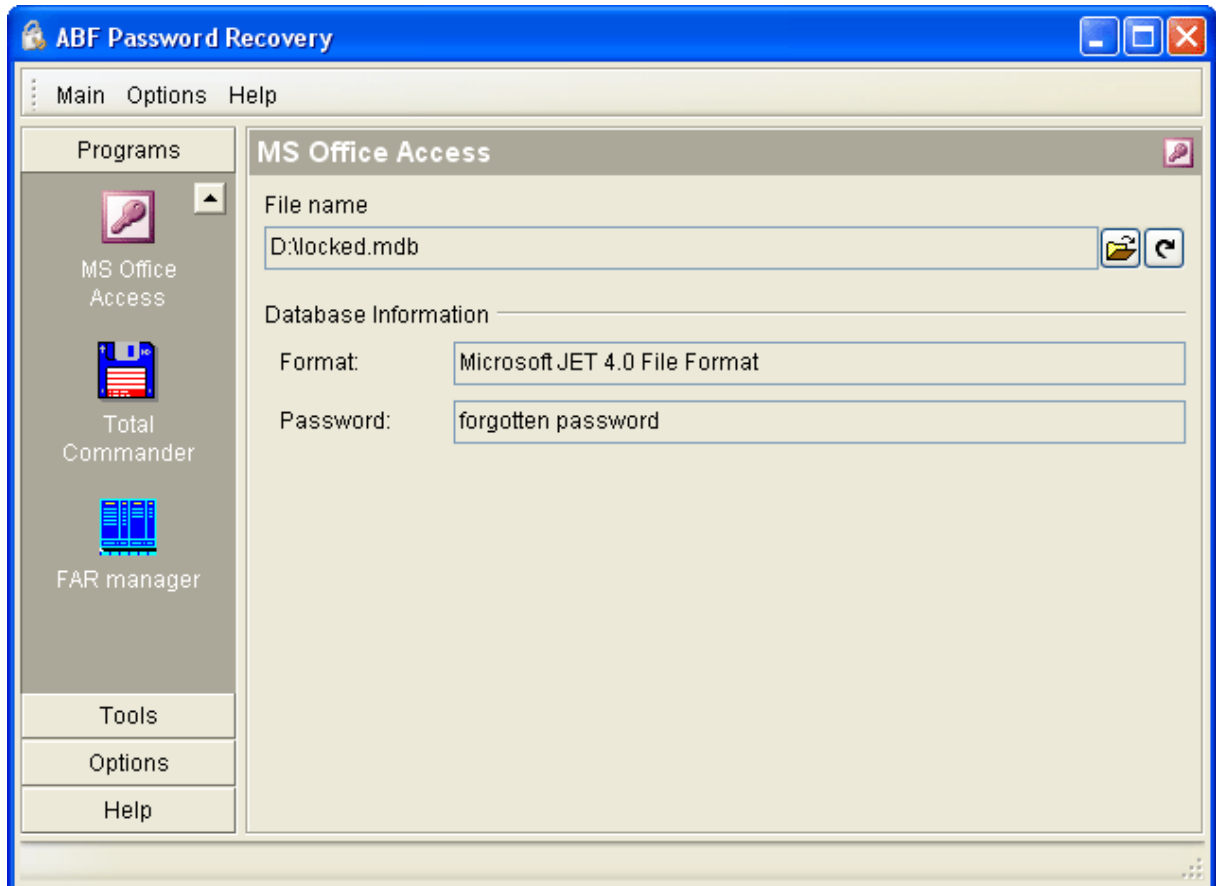 ABF Password Recovery
Main Options Help
Programs
MS Office
Access
Total
Commander
FAR manager
Tools
Options
Help
MS Office Access
File name
D:\locked.mdb
Database Information
Format: Microsoft JET 4.0 File Format
Password: forgotten password